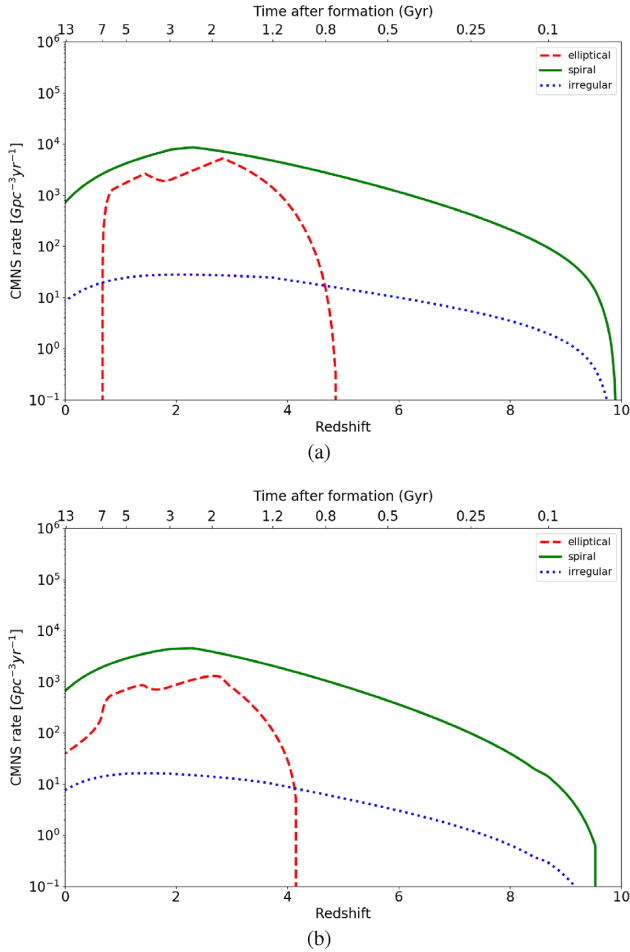 Time after formation (Gyr)
13 7 5 3 2 1.2 0.8 0.5 0.25 0.1
10^6
10^5
10^4
10^3
10^2
10^1
10^0
10^-1
CMNS rate [Gpc^-3yr^-1]
elliptical
spiral
irregular
0 2 4 6 8 10
Redshift
(a)
Time after formation (Gyr)
13 7 5 3 2 1.2 0.8 0.5 0.25 0.1
10^6
10^5
10^4
10^3
10^2
10^1
10^0
10^-1
CMNS rate [Gpc^-3yr^-1]
elliptical
spiral
irregular
0 2 4 6 8 10
Redshift
(b)